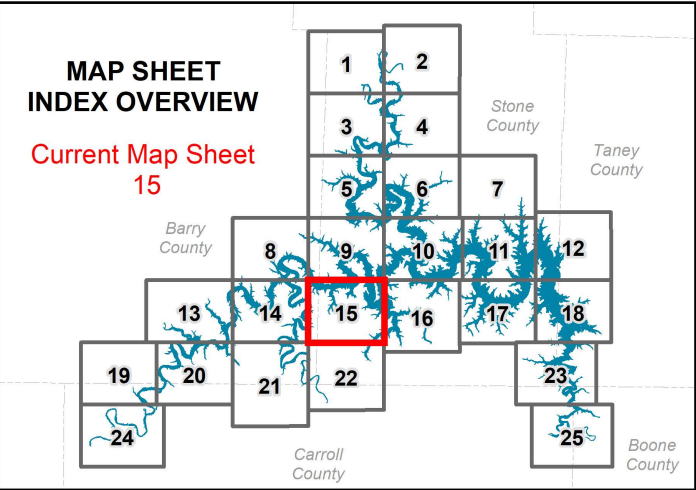 MAP SHEET
INDEX OVERVIEW
Current Map Sheet
15
1
2
3
4
Stone
County
Taney
County
5
6
7
Barry
County
8
9
10
11
12
13
14
15
16
17
18
19
20
21
22
23
24
25
Carroll
County
Boone
County